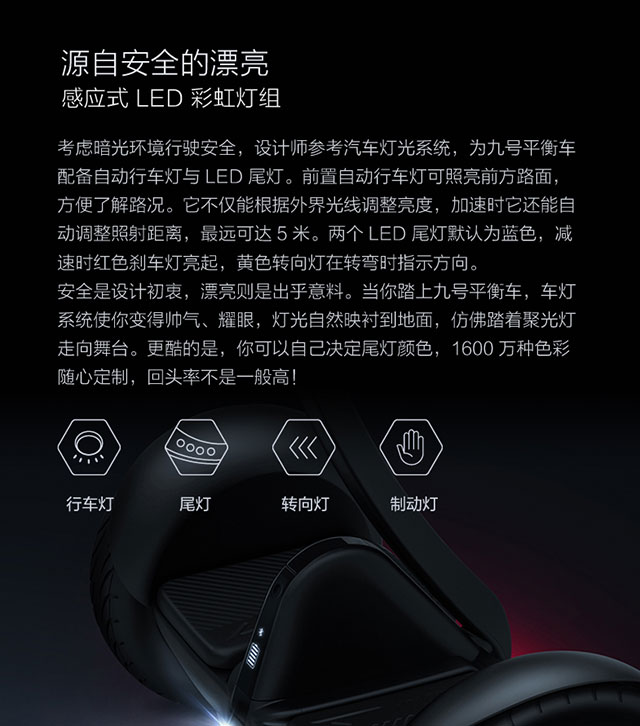 源自安全的漂亮
感应式 LED 彩虹灯组
考虑暗光环境行驶安全，设计师参考汽车灯光系统，为九号平衡车
配备自动行车灯与 LED 尾灯。前置自动行车灯可照亮前方路面，
方便了解路况。它不仅能根据外界光线调整亮度，加速时它还能自
动调整照射距离，最远可达 5 米。两个 LED 尾灯默认为蓝色，减
速时红色刹车灯亮起，黄色转向灯在转弯时指示方向。
安全是设计初衷，漂亮则是出乎意料。当你踏上九号平衡车，车灯
系统使你变得帅气、耀眼，灯光自然映衬到地面，仿佛踏着聚光灯
走向舞台。更酷的是，你可以自己决定尾灯颜色，1600 万种色彩
随心定制，回头率不是一般高！
行车灯
尾灯
转向灯
制动灯